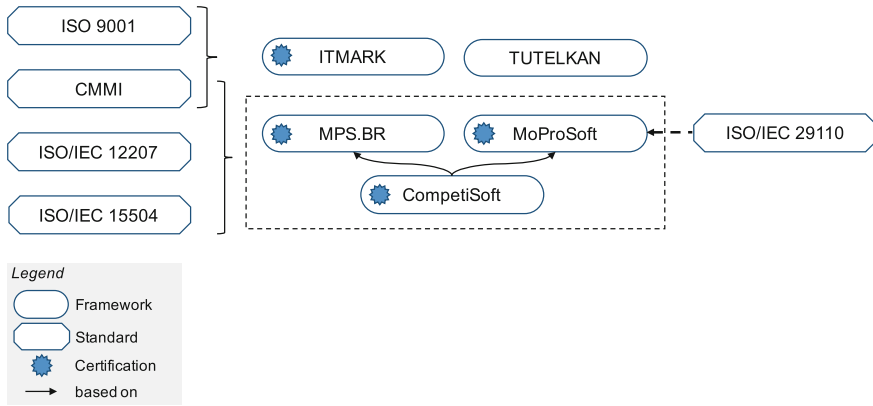 ISO 9001
CMMI
ISO/IEC 12207
ISO/IEC 15504
ITMARK
TUTELKAN
MPS.BR
MoProSoft
CompetiSoft
ISO/IEC 29110
Legend
Framework
Standard
Certification
based on